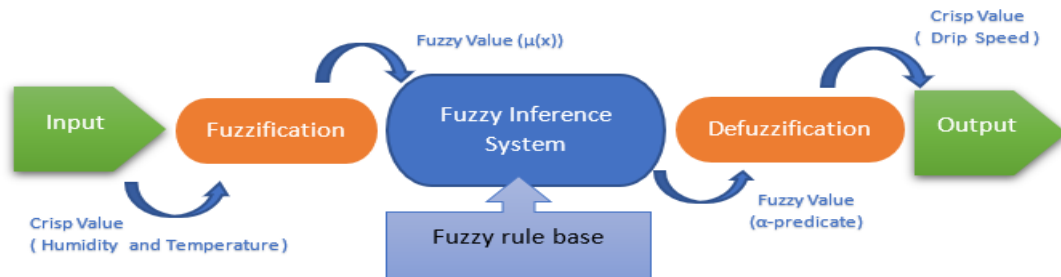 Input
Crisp Value
( Humidity and Temperature)
Fuzzification
Fuzzy Value (μ(x))
Fuzzy Inference
System
Fuzzy rule base
Fuzzy Value
(α-predicate)
Defuzzification
Crisp Value
( Drip Speed )
Output